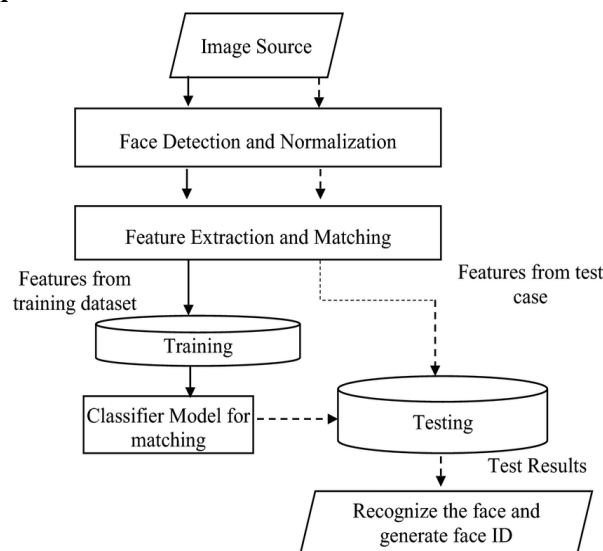 Image Source
Face Detection and Normalization
Feature Extraction and Matching
Features from
training dataset
Features from test
case
Training
Classifier Model for
matching
Testing
Test Results
Recognize the face and
generate face ID